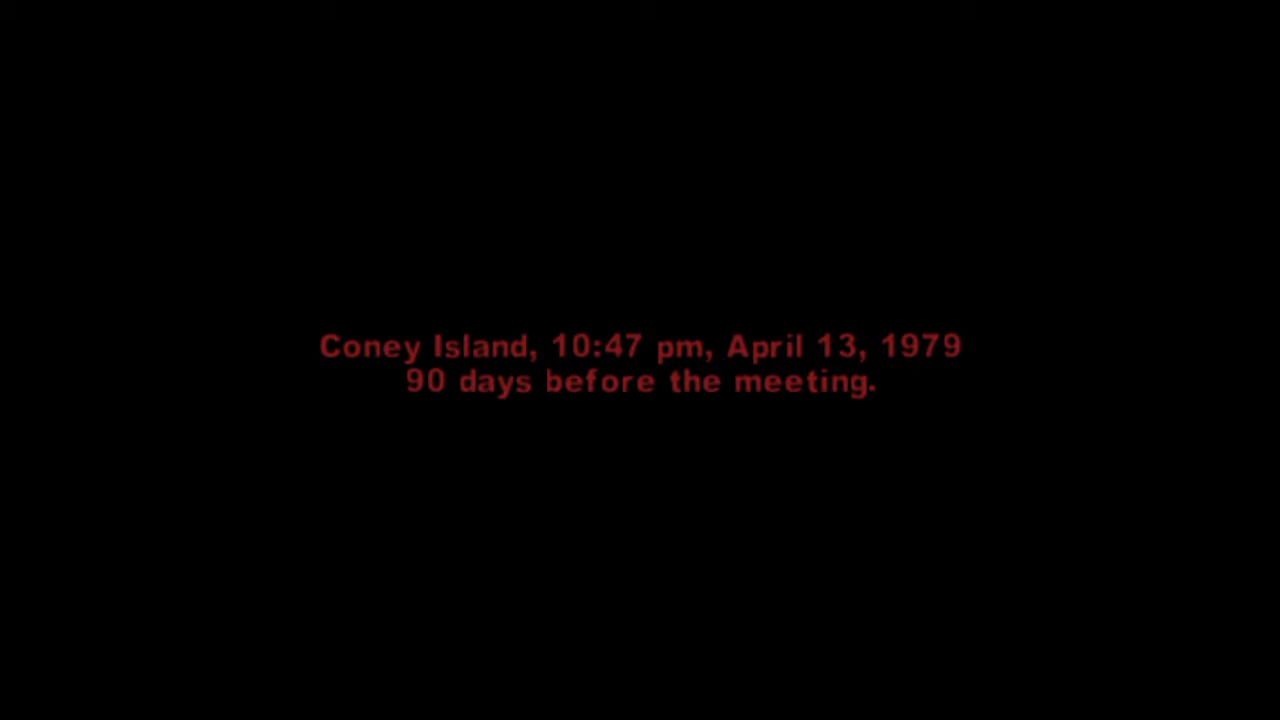 Coney Island, 10:47 pm, April 13, 1979
90 days before the meeting.